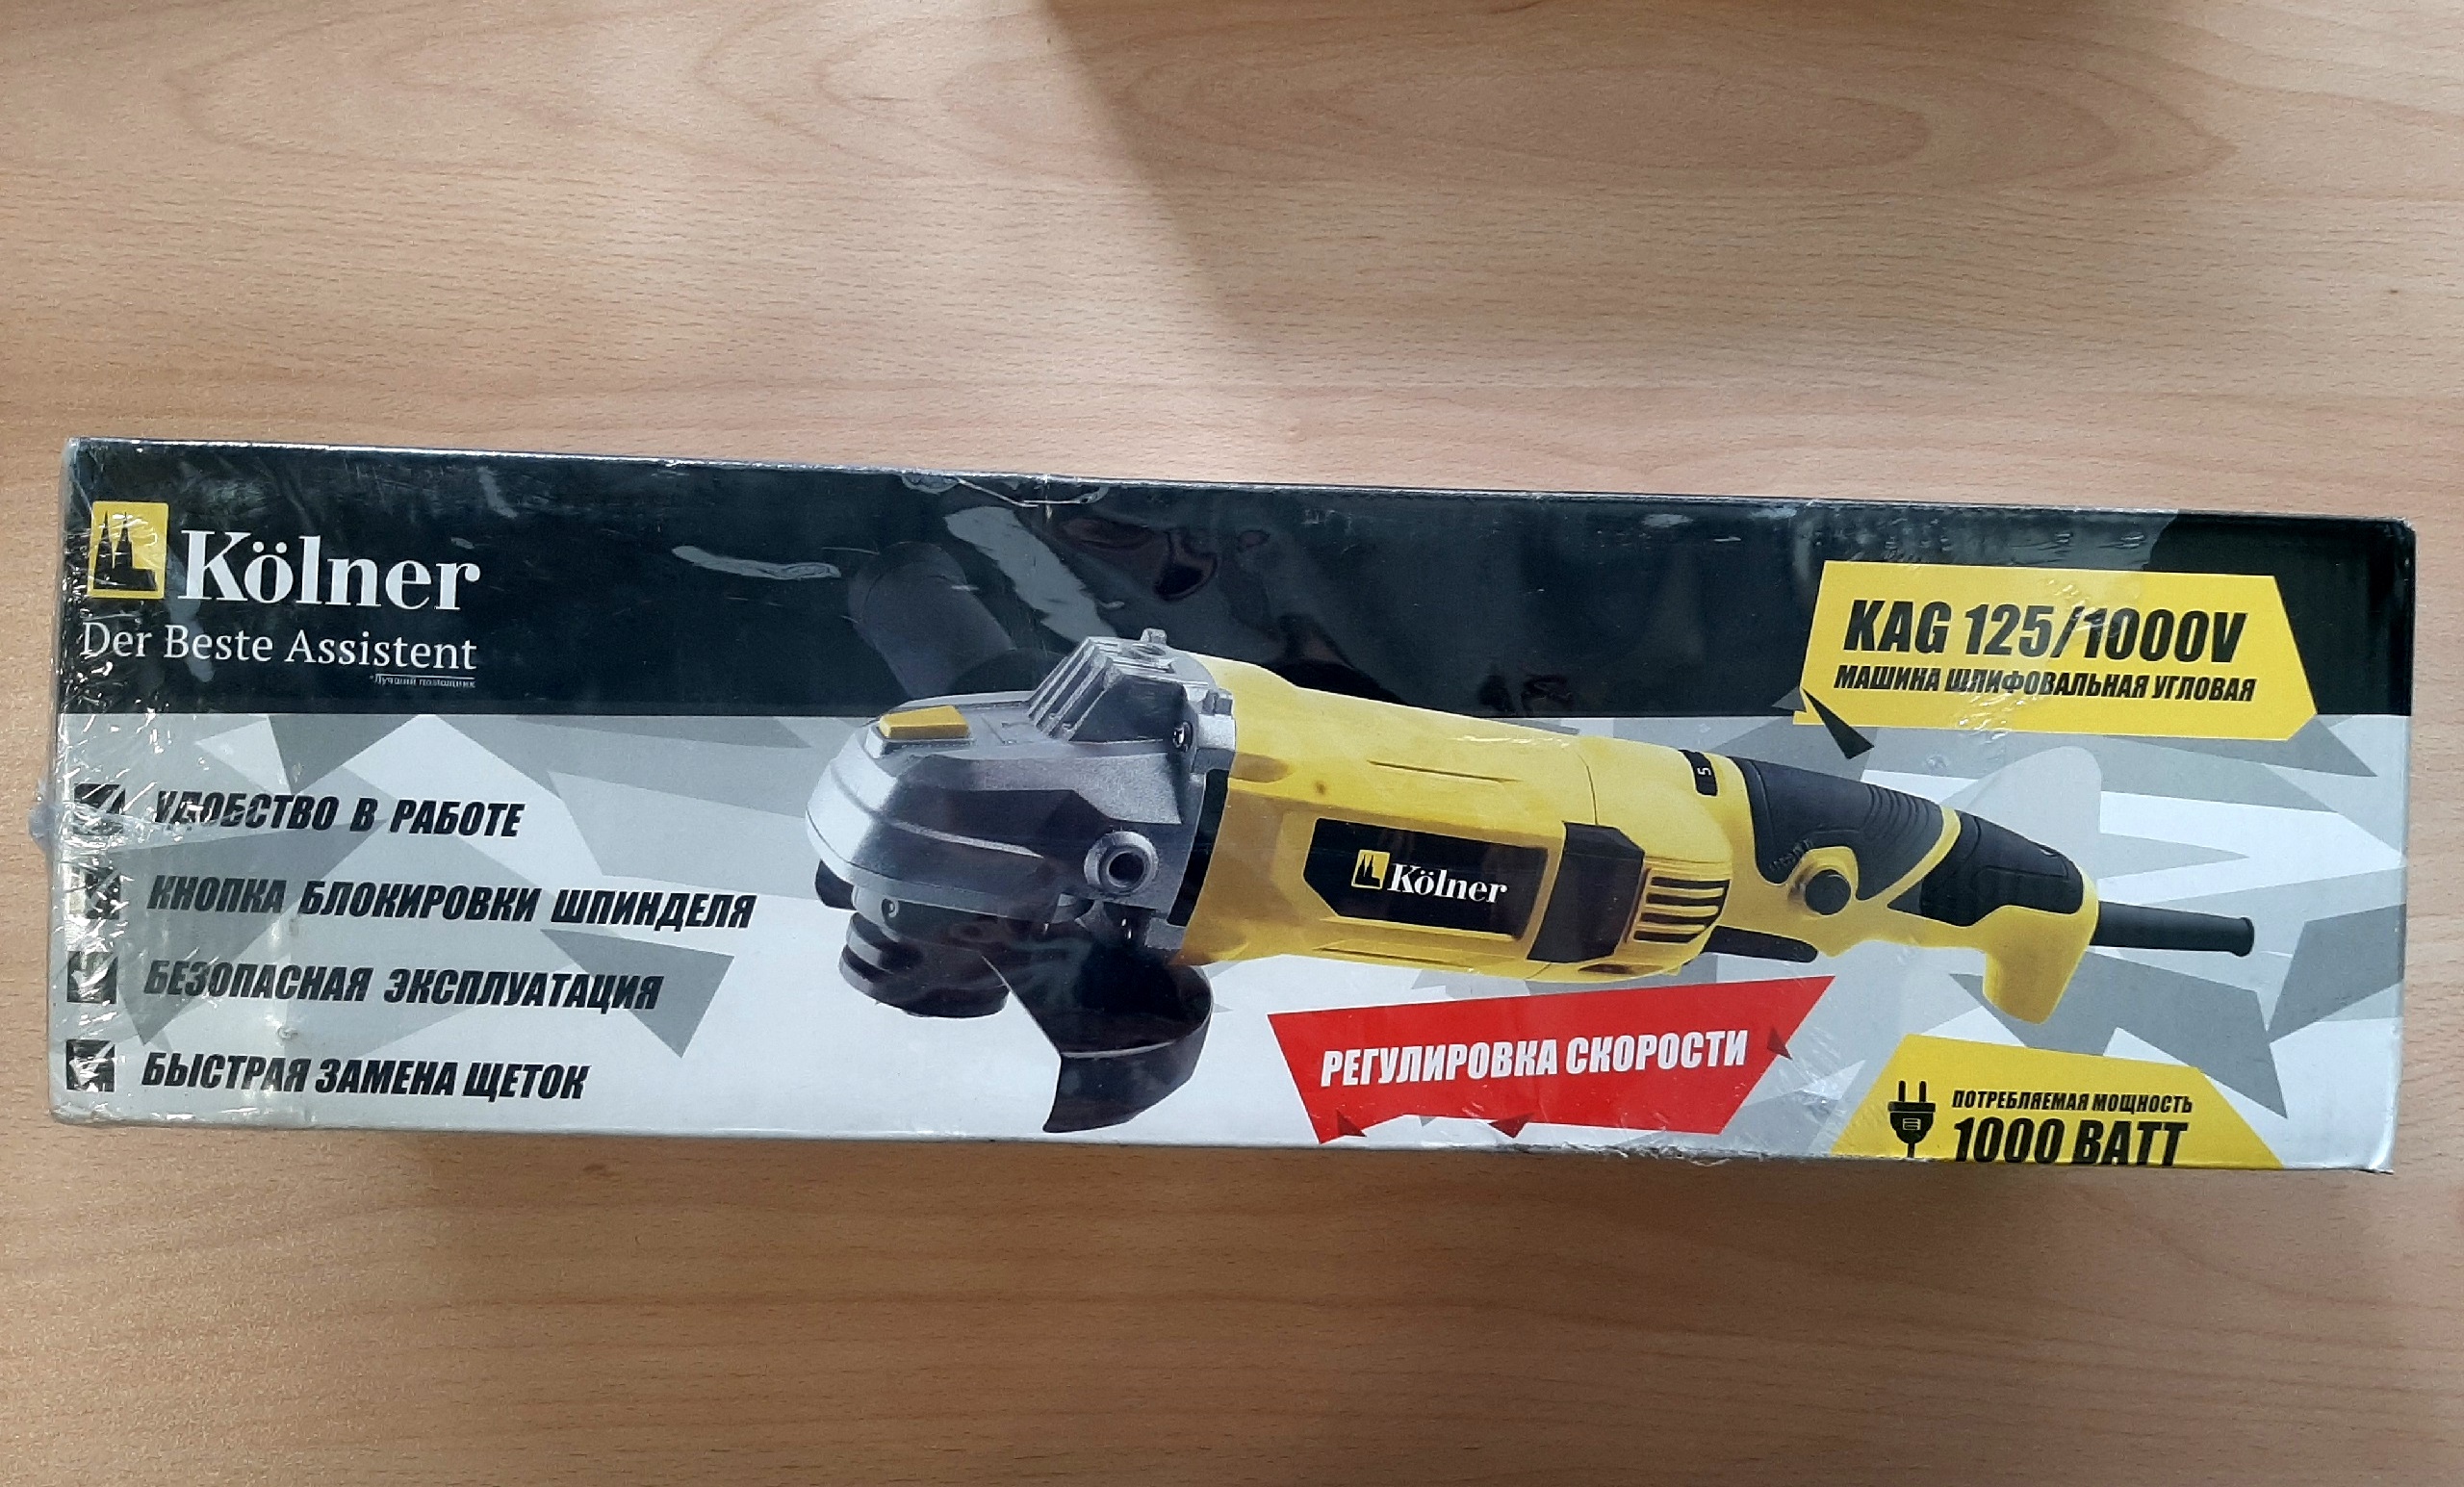 Kölner
Der Beste Assistent
*Лучший помощник
KAG 125/1000V
МАШИНА ШЛИФОВАЛЬНАЯ УГЛОВАЯ
УДОБСТВО В РАБОТЕ
КНОПКА БЛОКИРОВКИ ШПИНДЕЛЯ
БЕЗОПАСНАЯ ЭКСПЛУАТАЦИЯ
БЫСТРАЯ ЗАМЕНА ЩЕТОК
5
Kölner
РЕГУЛИРОВКА СКОРОСТИ
ПОТРЕБЛЯЕМАЯ МОЩНОСТЬ
1000 ВАТТ